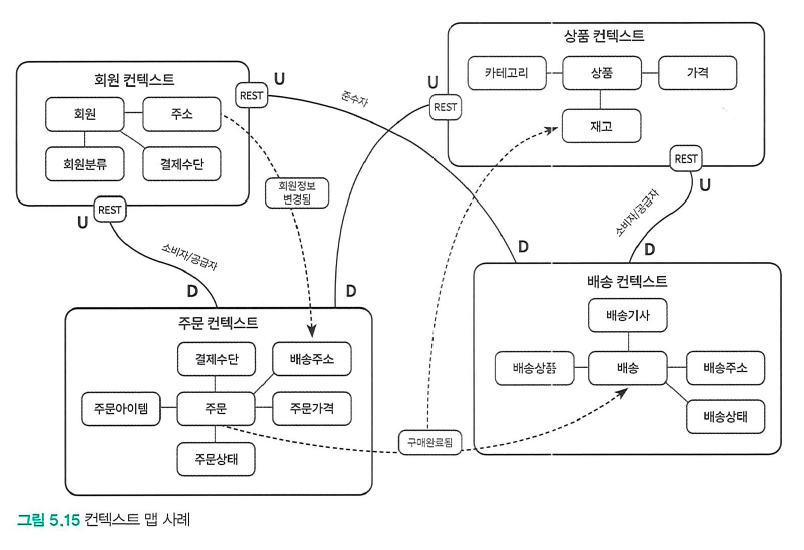 상품 컨텍스트
카테고리
상품
가격
재고
REST
U
REST
U
회원 컨텍스트
회원
주소
회원분류
결제수단
REST
U
REST
U
준수자
회원정보
변경됨
소비자/공급자
D
D
소비자/공급자
D
D
주문 컨텍스트
결제수단
배송주소
주문아이템
주문
주문가격
주문상태
구매완료됨
배송 컨텍스트
배송기사
배송상품
배송
배송주소
배송상태
그림 5.15 컨텍스트 맵 사례